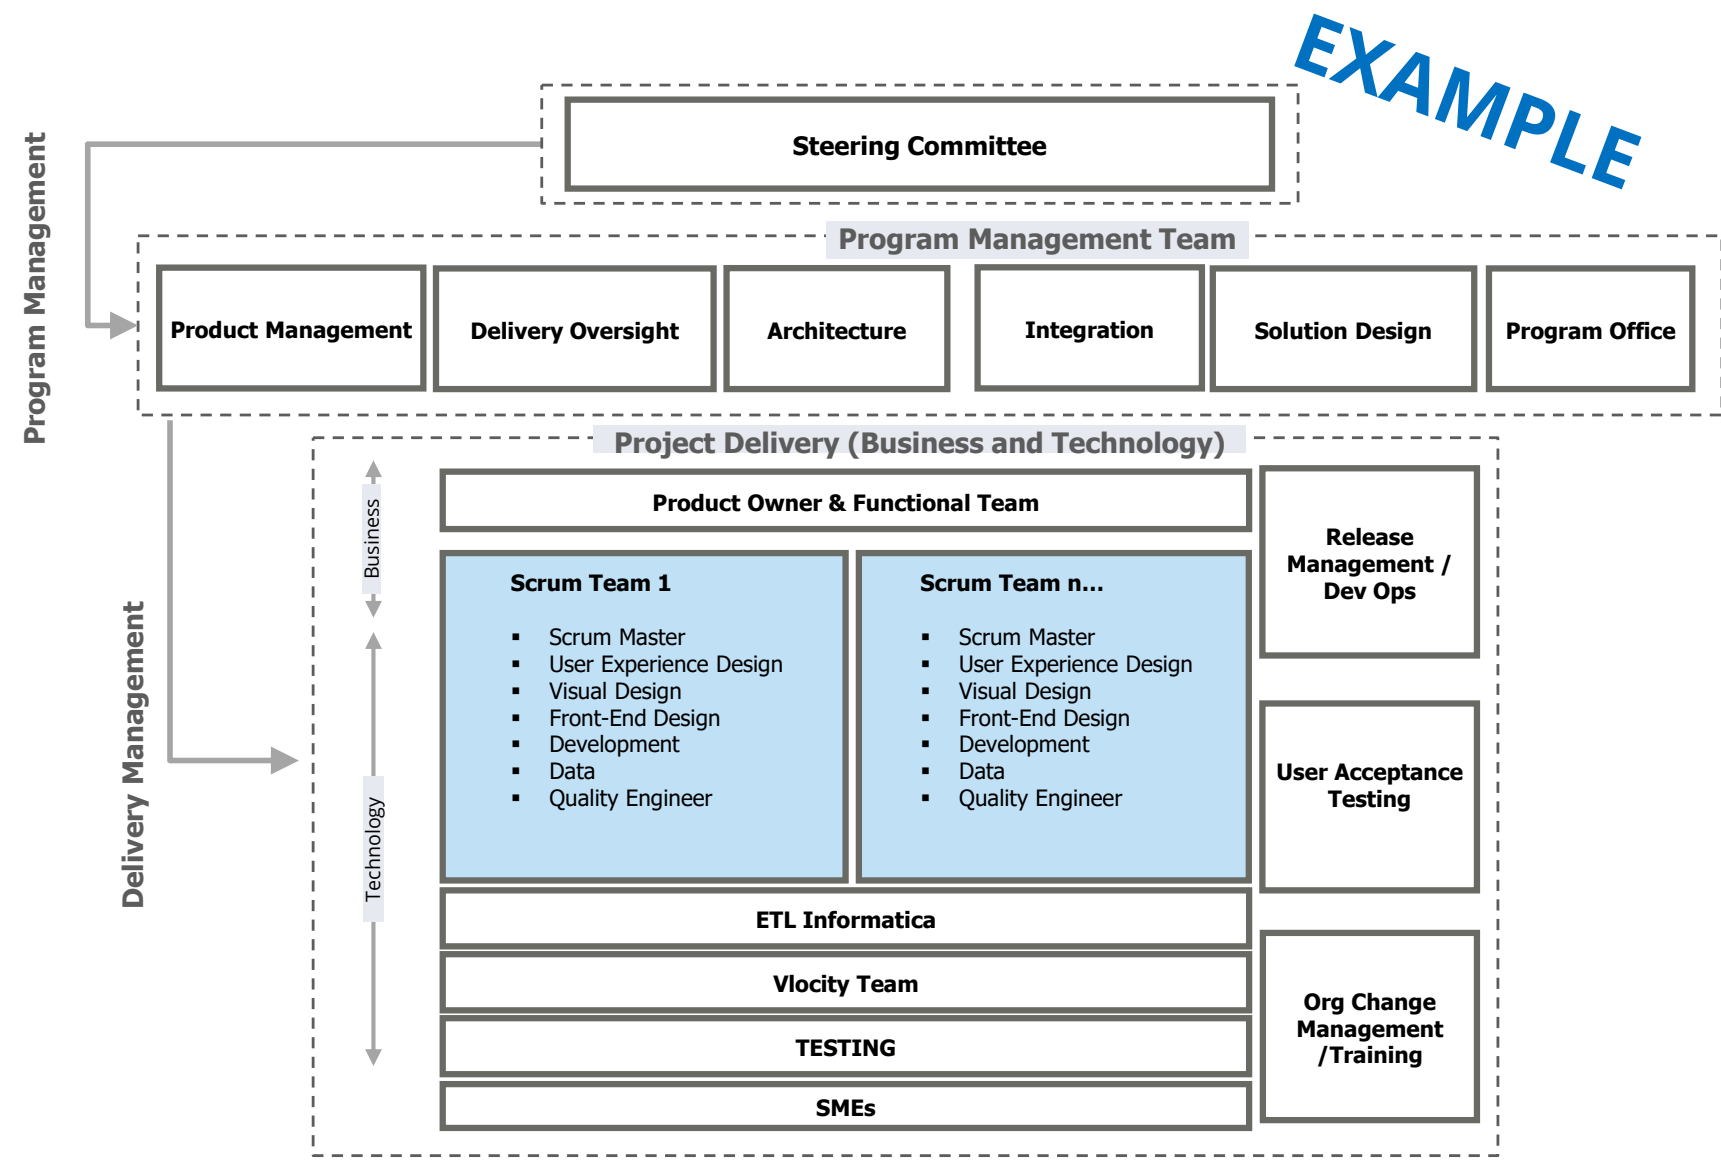 EXAMPLE
Steering Committee
Program Management
Program Management Team
Product Management
Delivery Oversight
Architecture
Integration
Solution Design
Program Office
Delivery Management
Project Delivery (Business and Technology)
Business
Technology
Product Owner & Functional Team
Scrum Team 1
▪ Scrum Master
▪ User Experience Design
▪ Visual Design
▪ Front-End Design
▪ Development
▪ Data
▪ Quality Engineer
Scrum Team n...
▪ Scrum Master
▪ User Experience Design
▪ Visual Design
▪ Front-End Design
▪ Development
▪ Data
▪ Quality Engineer
ETL Informatica
Vlocity Team
TESTING
SMEs
Release
Management /
Dev Ops
User Acceptance
Testing
Org Change
Management
/Training